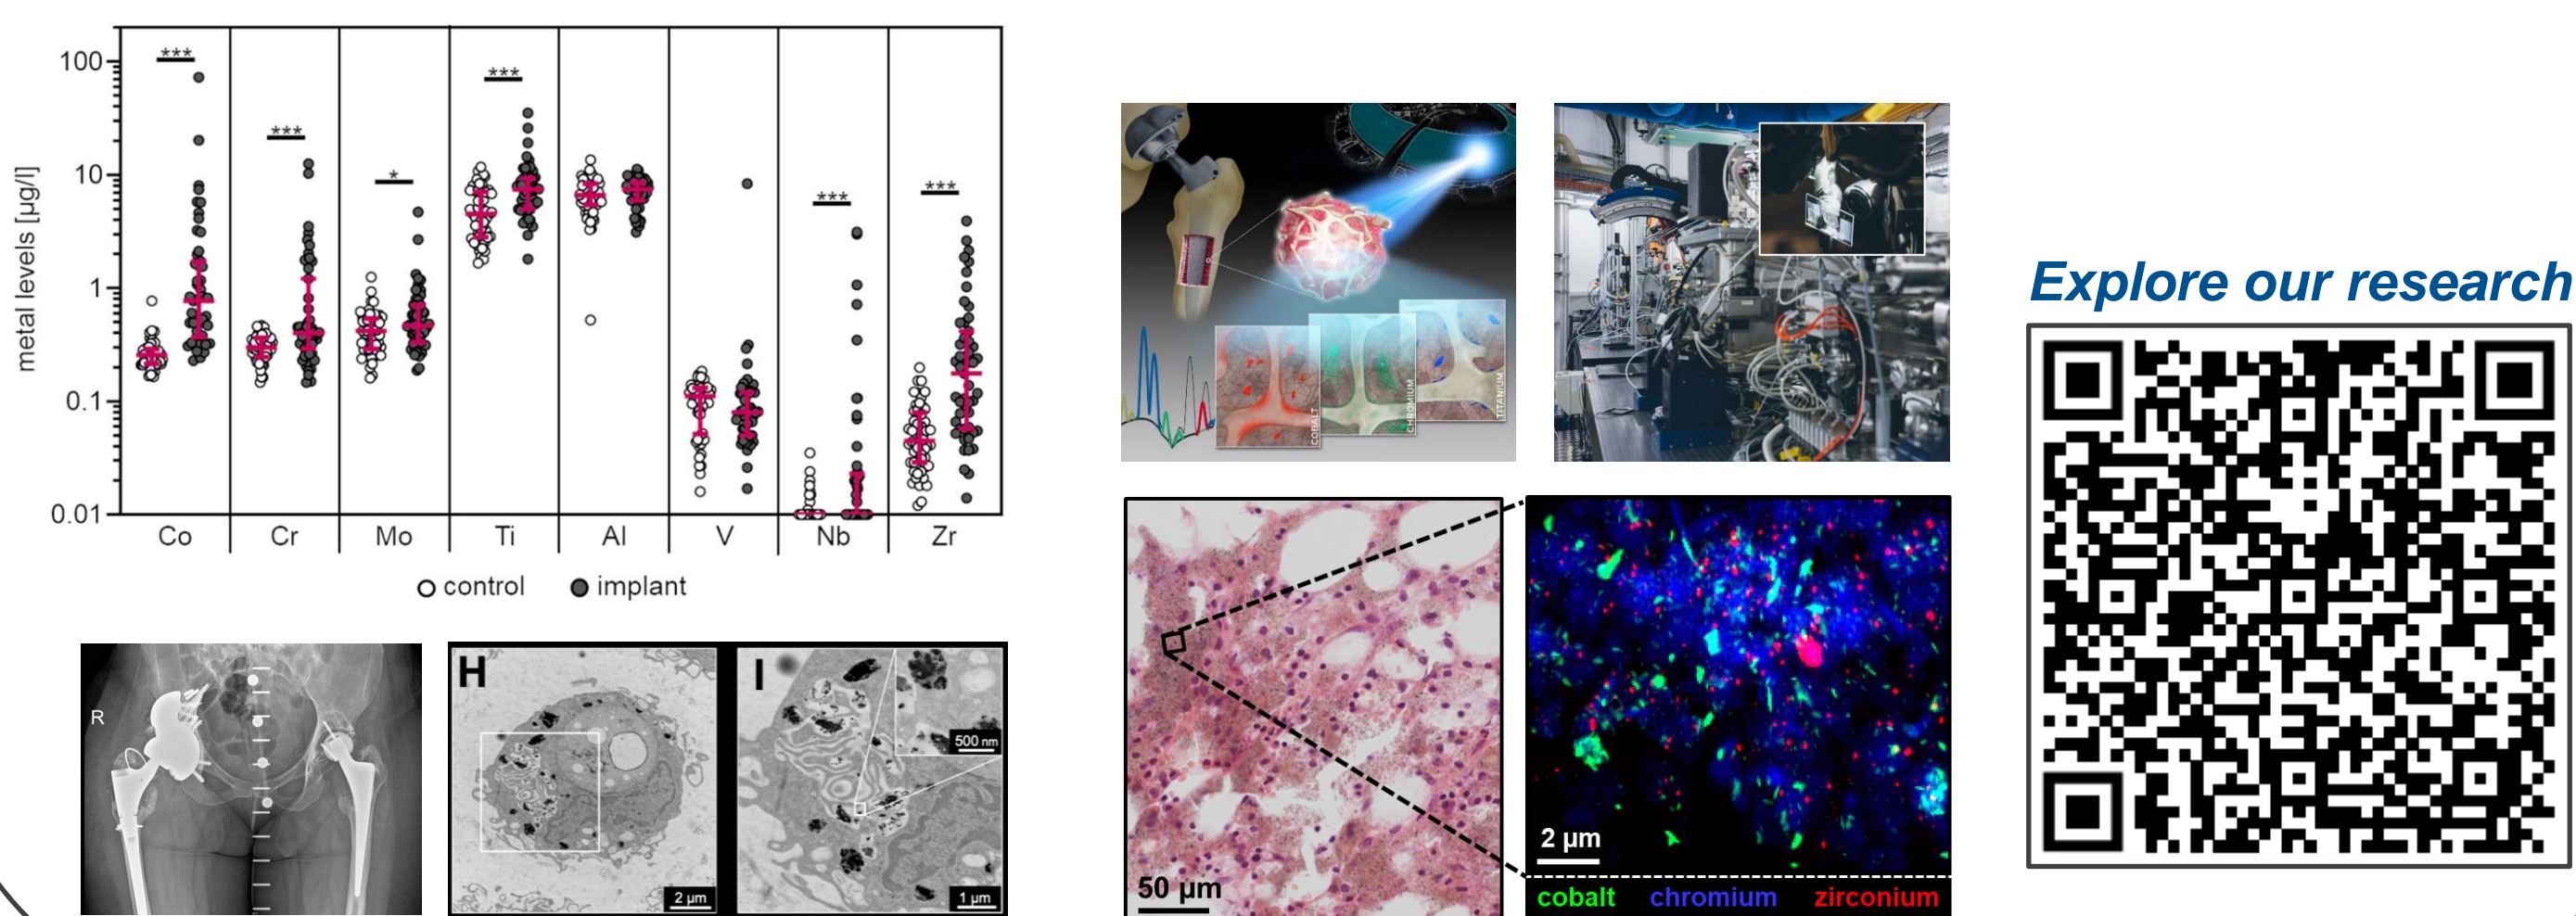 metal levels [µg/l]
100
10
1
0.1
0.01
***
***
*
***
***
***
Co Cr Mo Ti Al V Nb Zr
control implant
R
H
2 µm
I
500 nm
1 µm
COBALT
CHROMIUM
TITANIUM
50 µm
2 µm
cobalt chromium zirconium
Explore our research